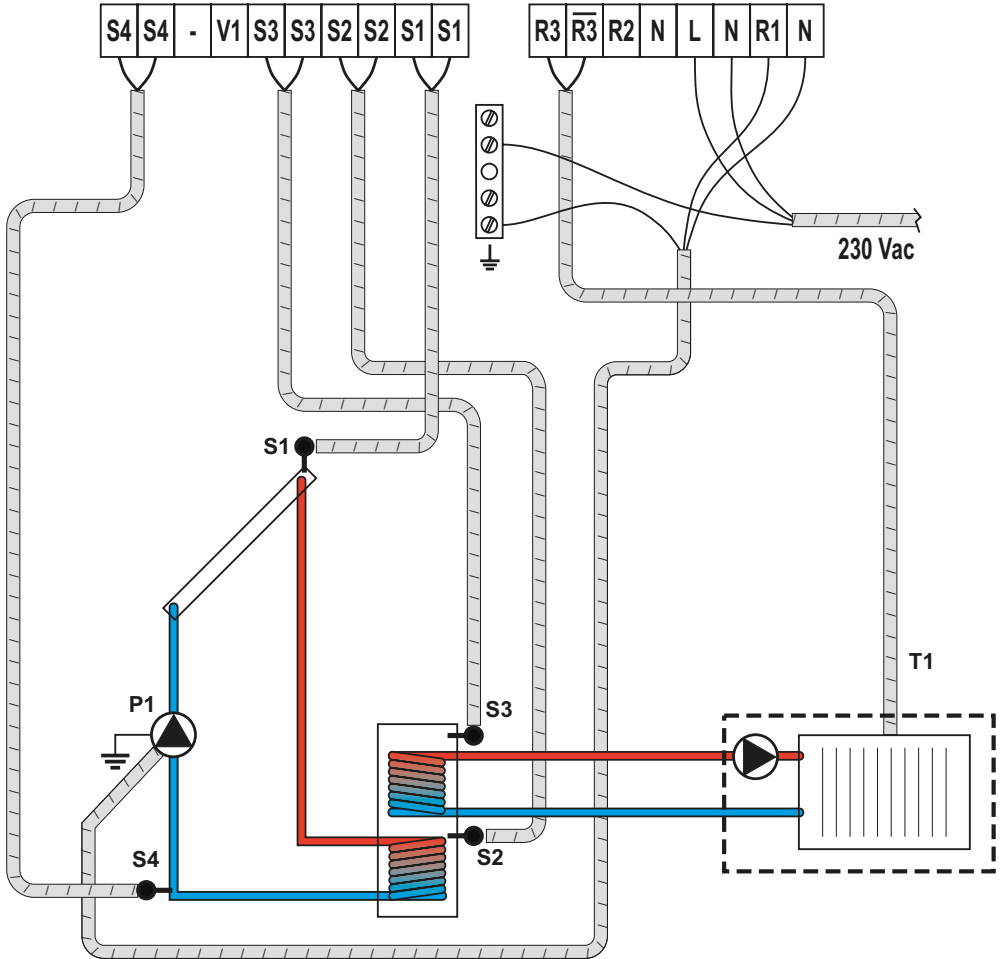 S4 S4 - V1 S3 S3 S2 S2 S1 S1
R3 R̅3̅ R2 N L N R1 N
230 Vac
S1
T1
P1
S3
S4
S2